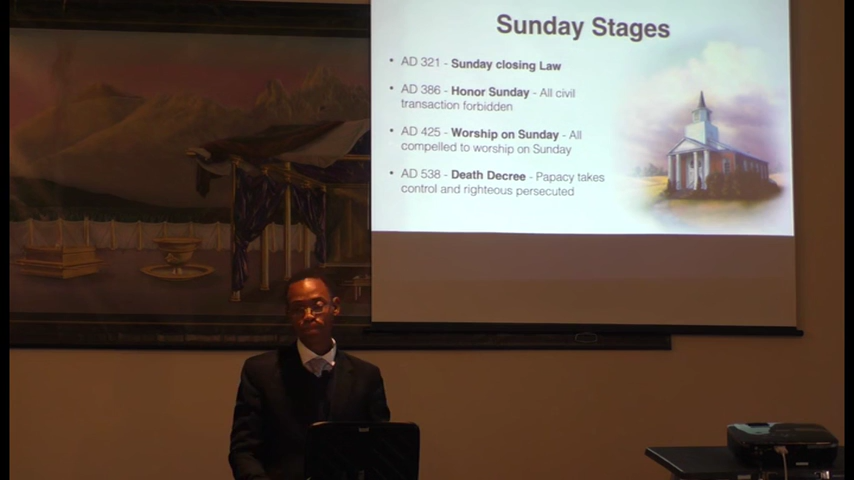 Sunday Stages
• AD 321 - Sunday closing Law
• AD 386 - Honor Sunday - All civil
transaction forbidden
• AD 425 - Worship on Sunday - All
compelled to worship on Sunday
• AD 538 - Death Decree - Papacy takes
control and righteous persecuted